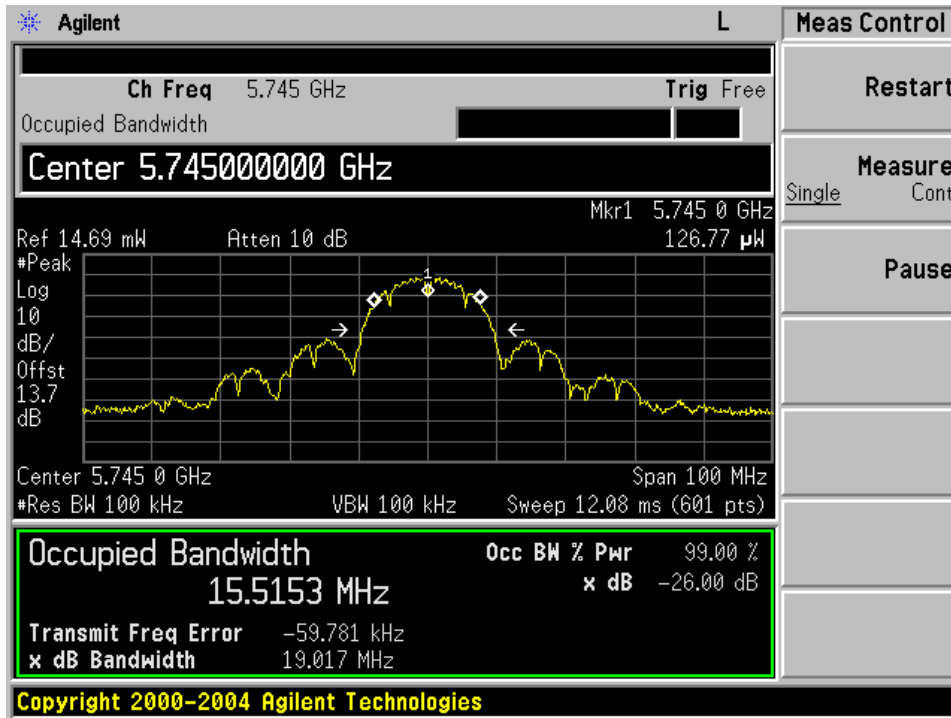 Agilent L Meas Control
Ch Freq 5.745 GHz Trig Free
Occupied Bandwidth
Center 5.745000000 GHz
Mkr1 5.745 0 GHz
Ref 14.69 mW Atten 10 dB 126.77 µW
#Peak
Log
10
dB/
Offst
13.7
dB
1
Center 5.745 0 GHz Span 100 MHz
#Res BW 100 kHz VBW 100 kHz Sweep 12.08 ms (601 pts)
Occupied Bandwidth Occ BW % Pwr 99.00 %
15.5153 MHz x dB -26.00 dB
Transmit Freq Error -59.781 kHz
x dB Bandwidth 19.017 MHz
Copyright 2000-2004 Agilent Technologies
Restart
Measure
Single Cont
Pause